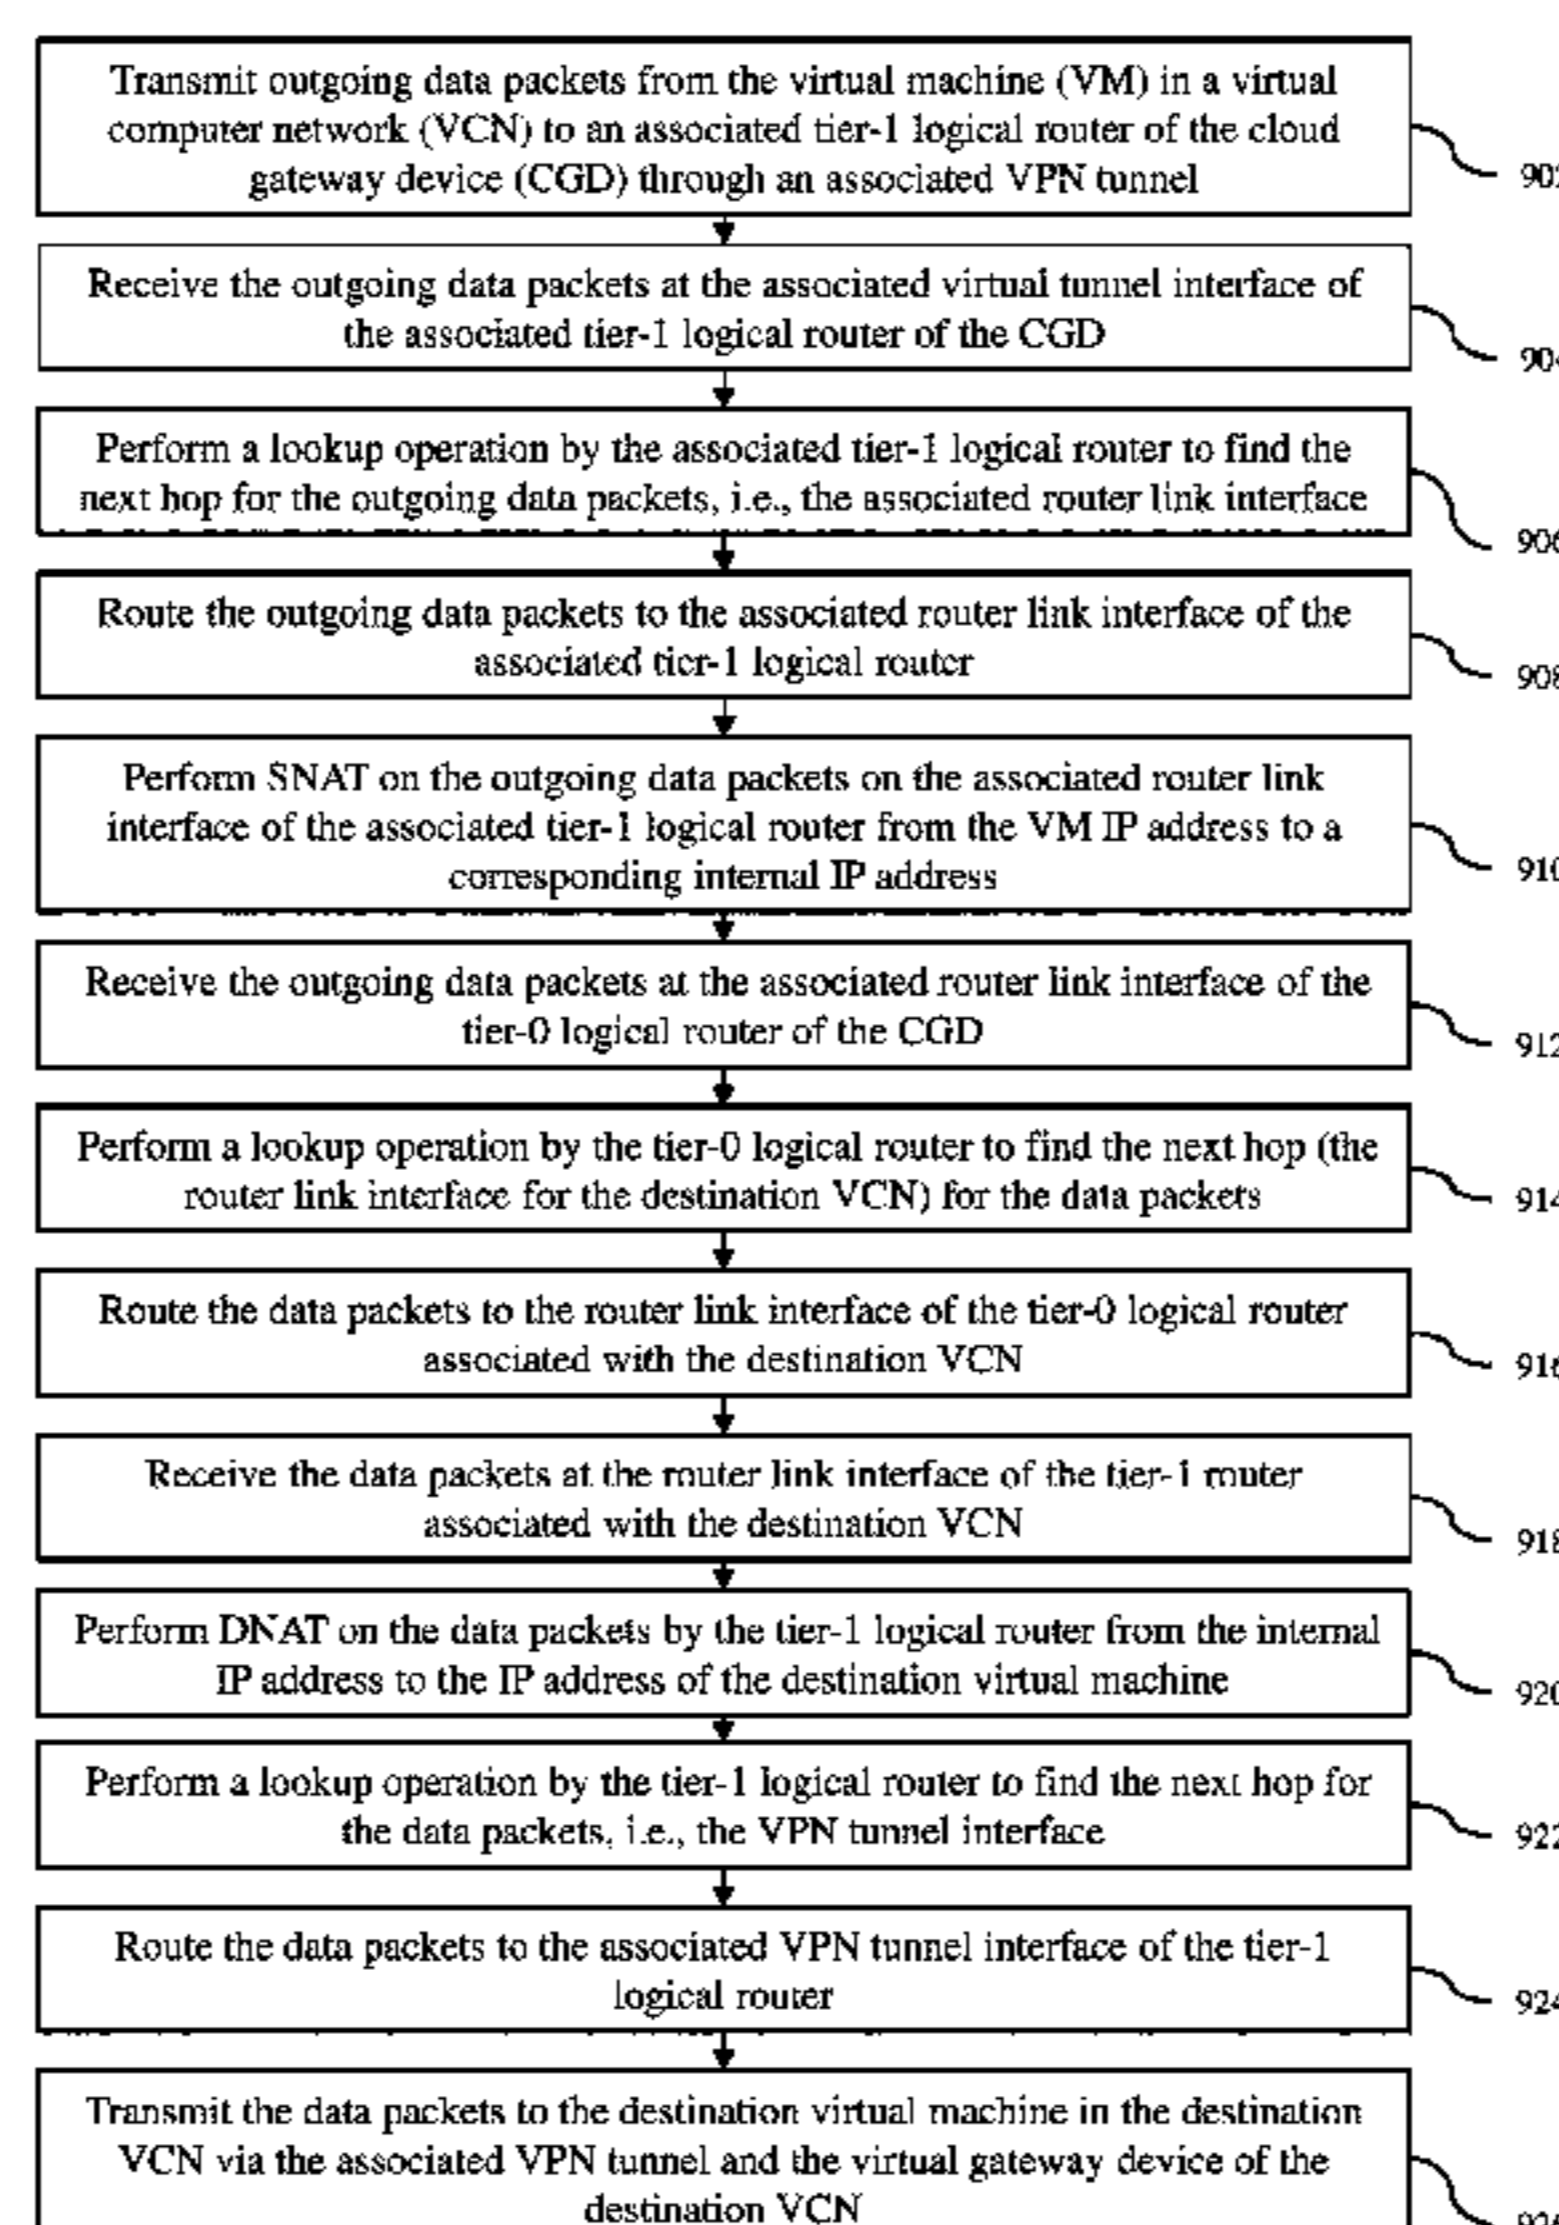 Transmit outgoing data packets from the virtual machine (VM) in a virtual
computer network (VCN) to an associated tier-1 logical router of the cloud
gateway device (CGD) through an associated VPN tunnel
Receive the outgoing data packets at the associated virtual tunnel interface of
the associated tier-1 logical router of the CGD
904
Perform a lookup operation by the associated tier-1 logical router to find the
next hop for the outgoing data packets, i.e., the associated router link interface
906
Route the outgoing data packets to the associated router link interface of the
associated tier-1 logical router
908
Perform SNAT on the outgoing data packets on the associated router link
interface of the associated tier-1 logical router from the VM IP address to a
corresponding internal IP address
910
Receive the outgoing data packets at the associated router link interface of the
tier-0 logical router of the CGD
912
Perform a lookup operation by the tier-0 logical router to find the next hop (the
router link interface for the destination VCN) for the data packets
914
Route the data packets to the router link interface of the tier-0 logical router
associated with the destination VCN
916
Receive the data packets at the router link interface of the tier-1 router
associated with the destination VCN
918
Perform DNAT on the data packets by the tier-1 logical router from the internal
IP address to the IP address of the destination virtual machine
920
Perform a lookup operation by the tier-1 logical router to find the next hop for
the data packets, i.e., the VPN tunnel interface
922
Route the data packets to the associated VPN tunnel interface of the tier-1
logical router
924
Transmit the data packets to the destination virtual machine in the destination
VCN via the associated VPN tunnel and the virtual gateway device of the
destination VCN